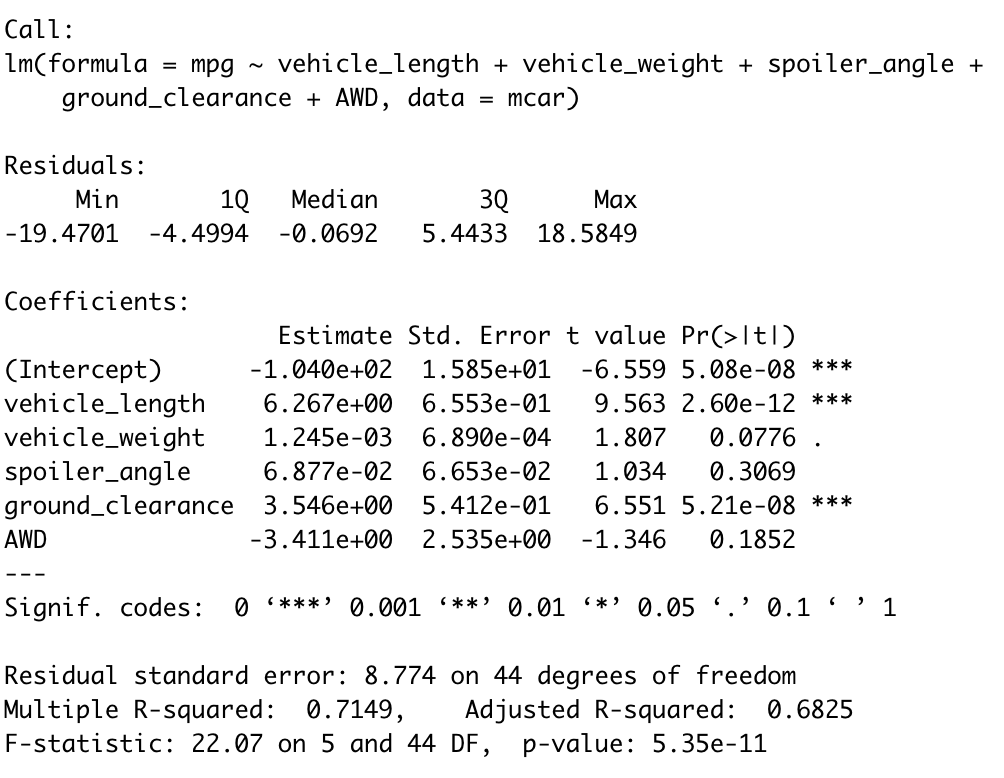 Call:
lm(formula = mpg ~ vehicle_length + vehicle_weight + spoiler_angle +
    ground_clearance + AWD, data = mcar)

Residuals:
     Min       1Q   Median       3Q      Max
-19.4701  -4.4994  -0.0692   5.4433  18.5849

Coefficients:
                   Estimate Std. Error t value Pr(>|t|)
(Intercept)      -1.040e+02  1.585e+01  -6.559 5.08e-08 ***
vehicle_length    6.267e+00  6.553e-01   9.563 2.60e-12 ***
vehicle_weight    1.245e-03  6.890e-04   1.807   0.0776 .
spoiler_angle     6.877e-02  6.653e-02   1.034   0.3069
ground_clearance  3.546e+00  5.412e-01   6.551 5.21e-08 ***
AWD              -3.411e+00  2.535e+00  -1.346   0.1852
---
Signif. codes:  0 ‘***’ 0.001 ‘**’ 0.01 ‘*’ 0.05 ‘.’ 0.1 ‘ ’ 1

Residual standard error: 8.774 on 44 degrees of freedom
Multiple R-squared:  0.7149,    Adjusted R-squared:  0.6825
F-statistic: 22.07 on 5 and 44 DF,  p-value: 5.35e-11